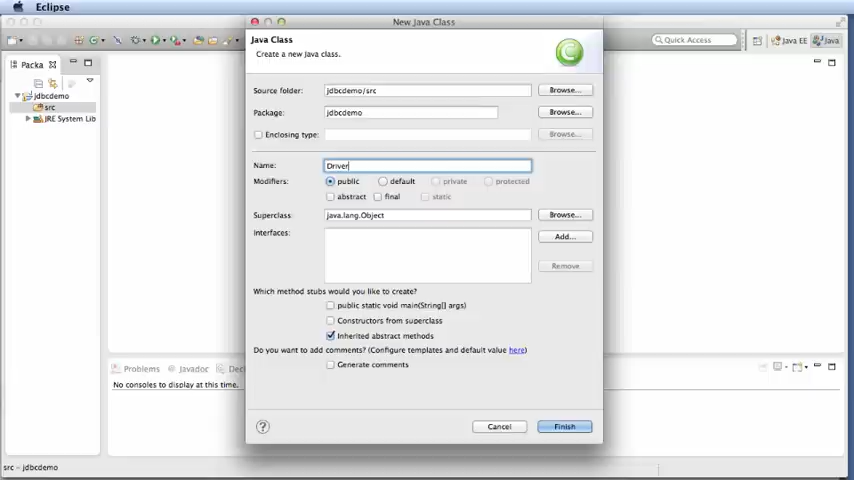 Eclipse
New Java Class
Java Class
Create a new Java class.
Quick Access
Java EE
Java
Packa
jdbcdemo
src
JRE System Lib
Source folder:
jdbcdemo/src
Browse...
Package:
jdbcdemo
Browse...
Enclosing type:
Browse...
Name:
Driver
Modifiers:
public
default
private
protected
abstract
final
static
Superclass:
java.lang.Object
Browse...
Interfaces:
Add...
Remove
Which method stubs would you like to create?
public static void main(String[] args)
Constructors from superclass
Inherited abstract methods
Do you want to add comments? (Configure templates and default value here)
Generate comments
Problems
Javadoc
Decl
No consoles to display at this time.
?
Cancel
Finish
src - jdbcdemo